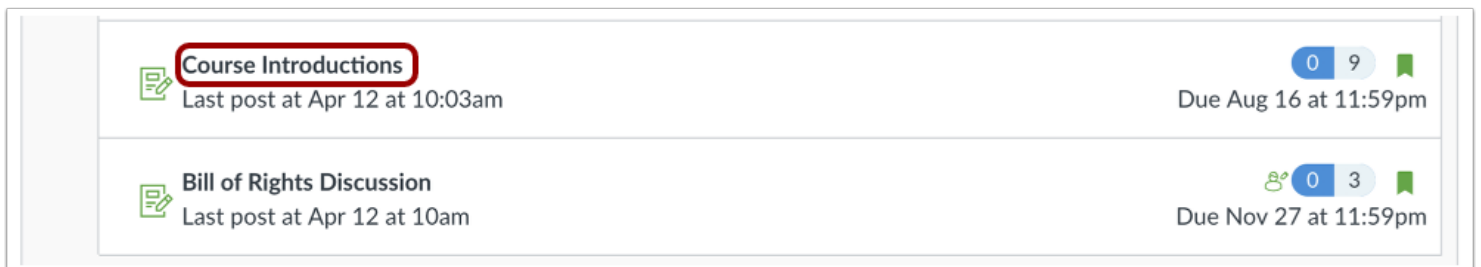 Course Introductions
0 9
Last post at Apr 12 at 10:03am
Due Aug 16 at 11:59pm
Bill of Rights Discussion
0 3
Last post at Apr 12 at 10am
Due Nov 27 at 11:59pm